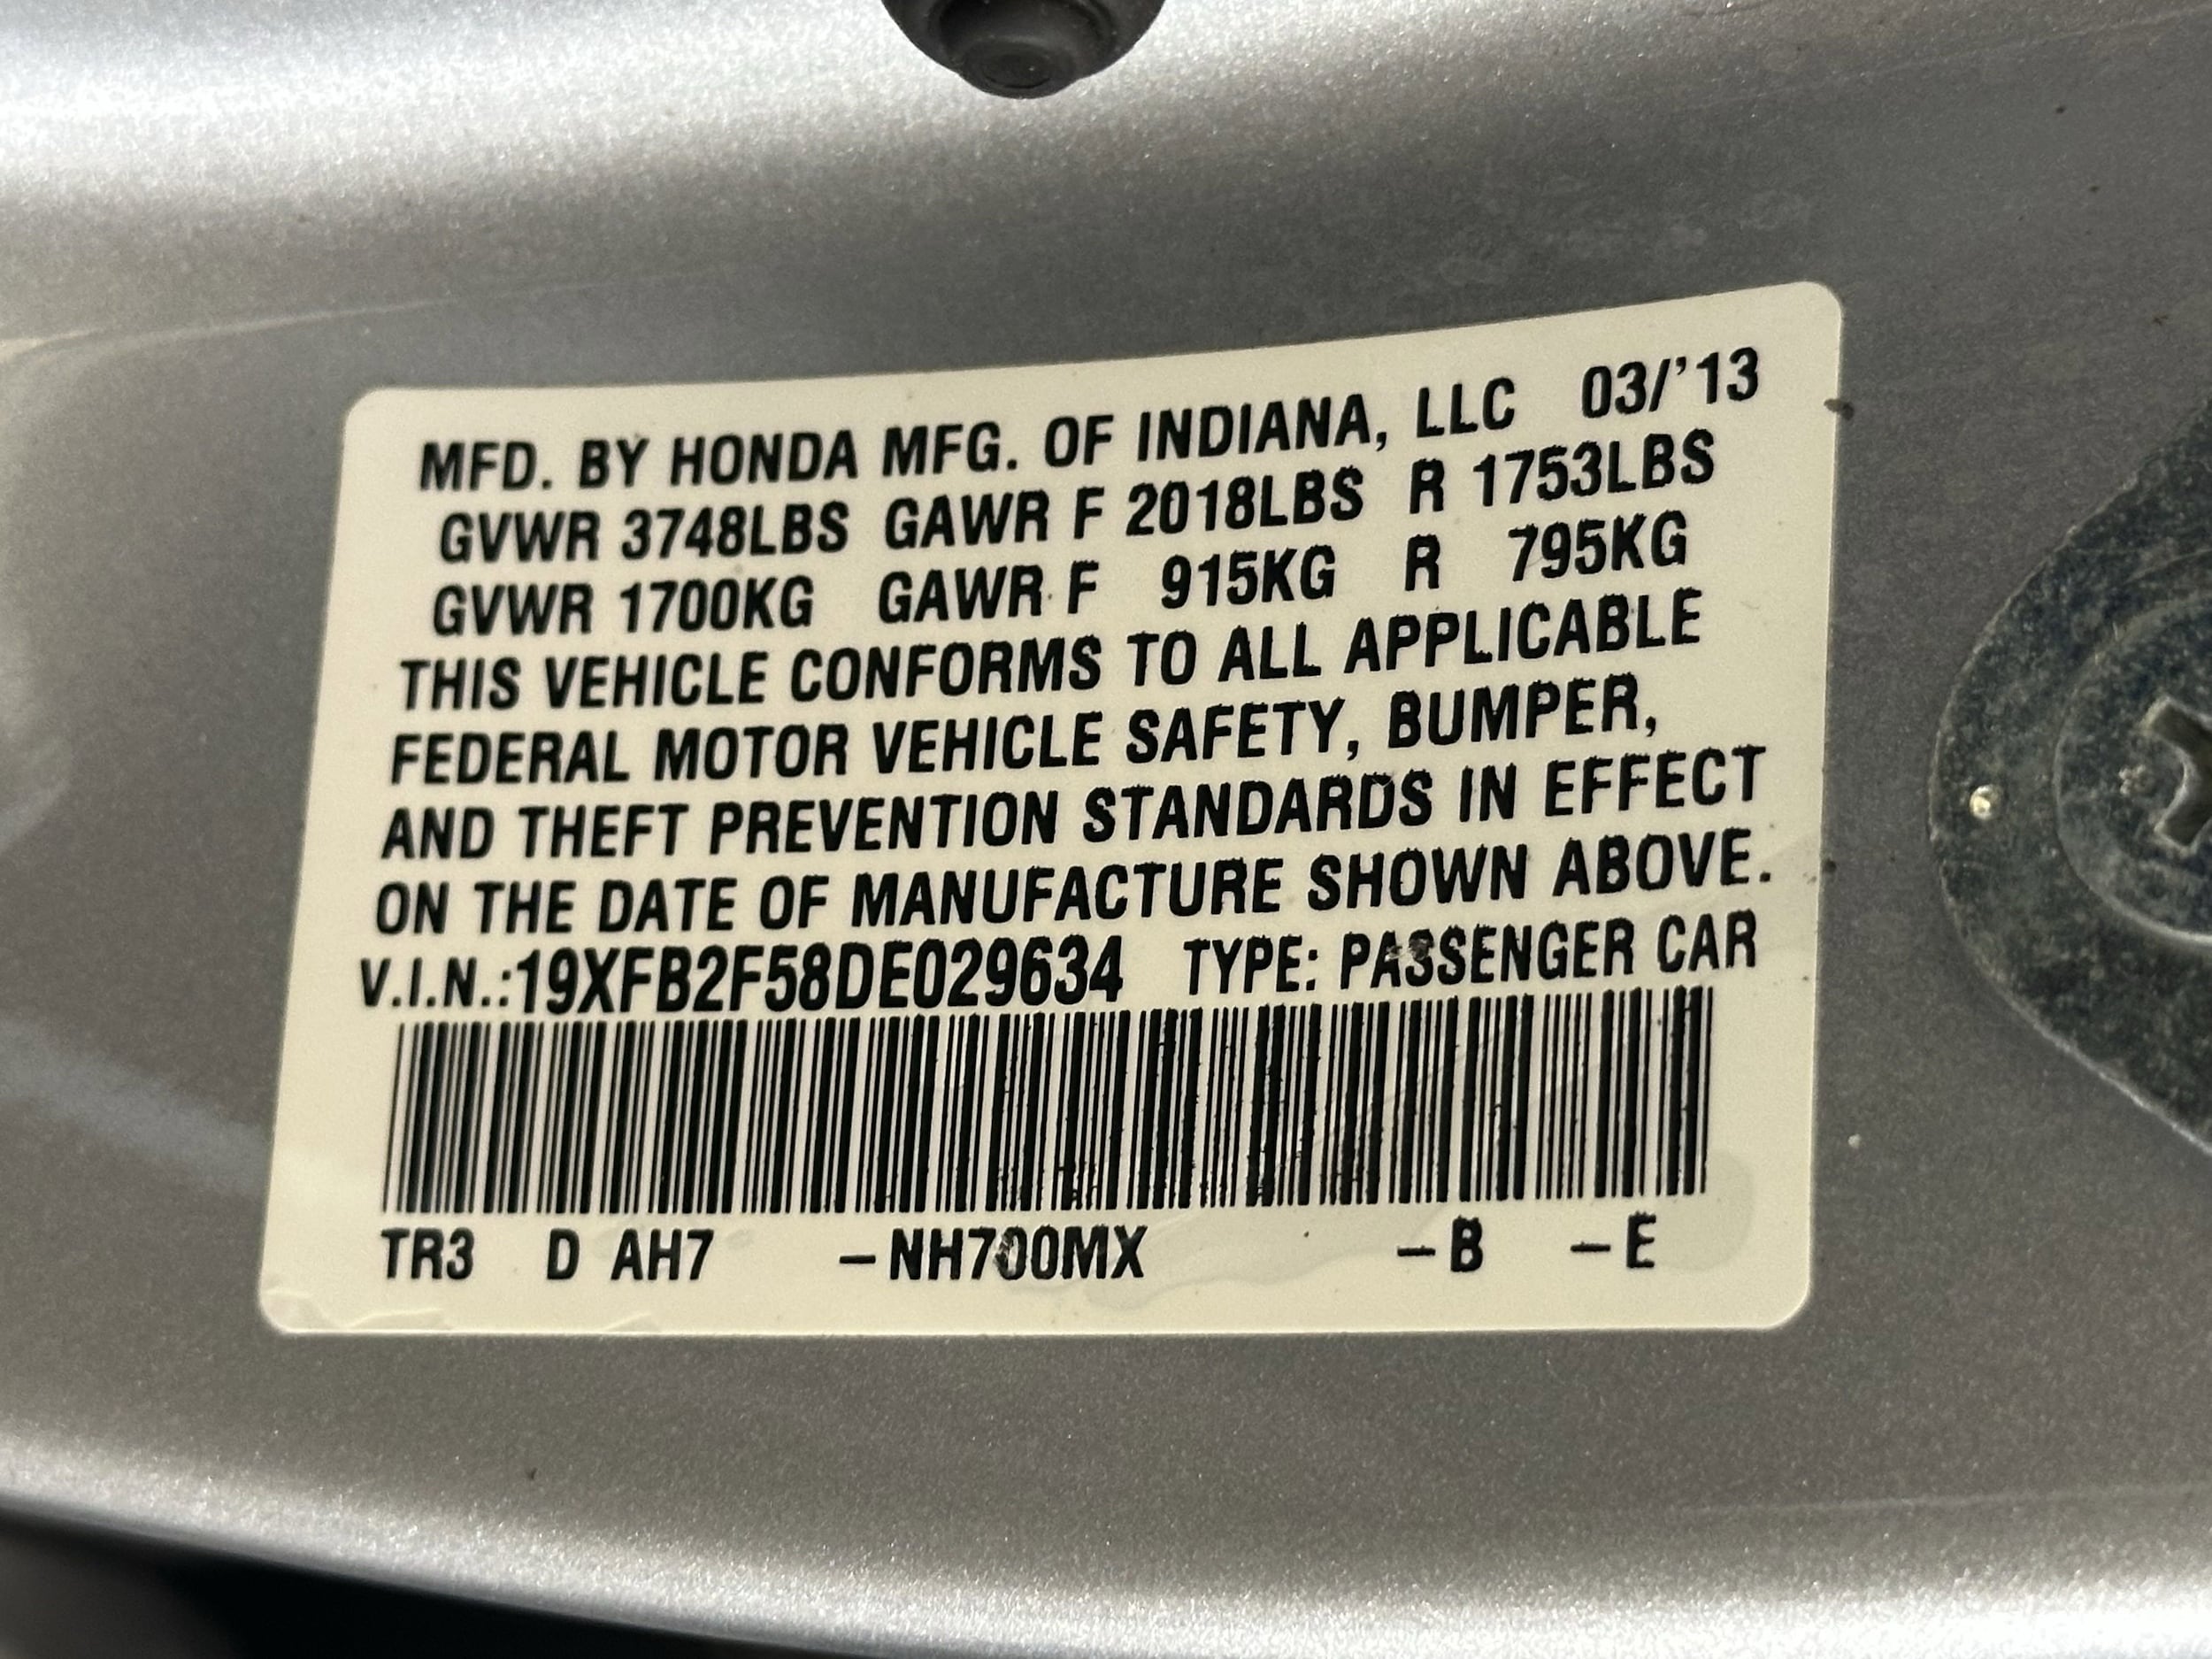 MFD. BY HONDA MFG. OF INDIANA, LLC 03/'13
GVWR 3748LBS GAWR F 2018LBS R 1753LBS
GVWR 1700KG GAWR F 915KG R 795KG
THIS VEHICLE CONFORMS TO ALL APPLICABLE
FEDERAL MOTOR VEHICLE SAFETY, BUMPER,
AND THEFT PREVENTION STANDARDS IN EFFECT
ON THE DATE OF MANUFACTURE SHOWN ABOVE.
V.I.N.:19XFB2F58DE029634 TYPE: PASSENGER CAR
TR3 D AH7 –NH700MX –B –E